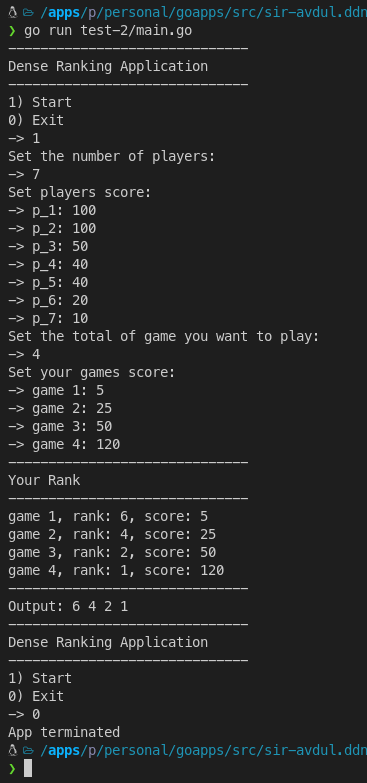 /apps/p/personal/goapps/src/sir-avdul.ddn
❯ go run test-2/main.go
------------------------------
Dense Ranking Application
------------------------------
1) Start
0) Exit
-> 1
Set the number of players:
-> 7
Set players score:
-> p_1: 100
-> p_2: 100
-> p_3: 50
-> p_4: 40
-> p_5: 40
-> p_6: 20
-> p_7: 10
Set the total of game you want to play:
-> 4
Set your games score:
-> game 1: 5
-> game 2: 25
-> game 3: 50
-> game 4: 120
------------------------------
Your Rank
------------------------------
game 1, rank: 6, score: 5
game 2, rank: 4, score: 25
game 3, rank: 2, score: 50
game 4, rank: 1, score: 120
------------------------------
Output: 6 4 2 1
------------------------------
Dense Ranking Application
------------------------------
1) Start
0) Exit
-> 0
App terminated
/apps/p/personal/goapps/src/sir-avdul.ddn
❯